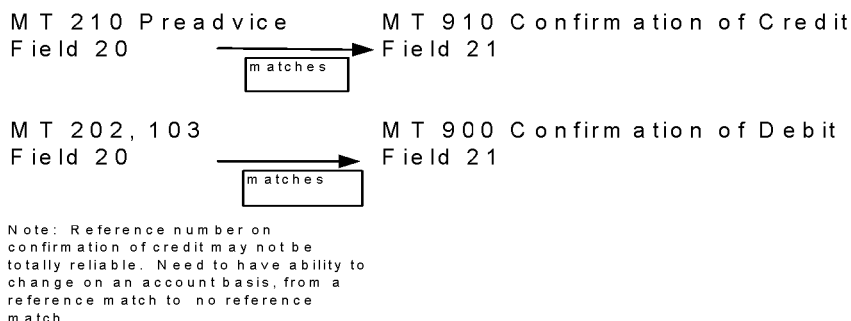 MT 210 Preadvice
MT 910 Confirmation of Credit
Field 20
Field 21
matches
MT 202, 103
MT 900 Confirmation of Debit
Field 20
Field 21
matches
Note: Reference number on
confirmation of credit may not be
totally reliable. Need to have ability to
change on an account basis, from a
reference match to no reference
match